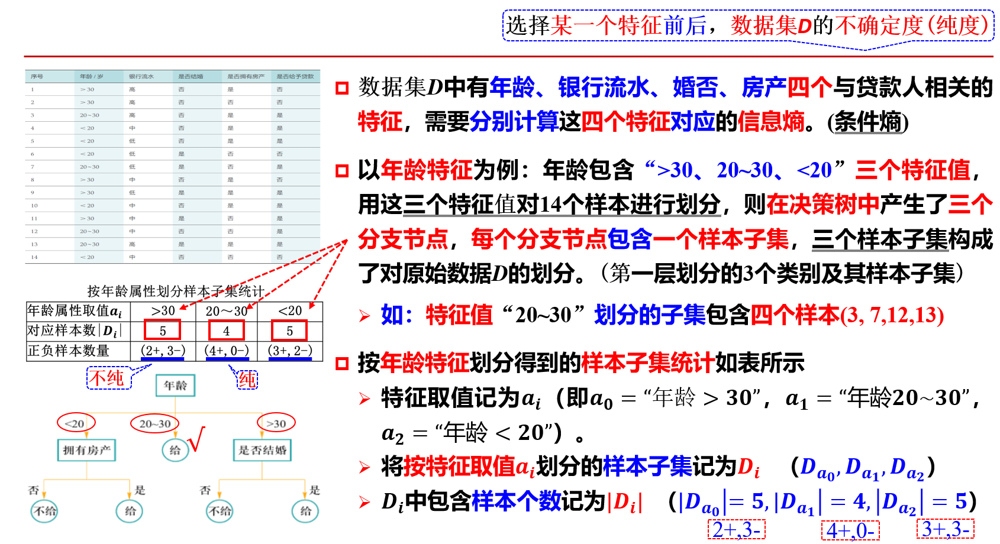 选择某一个特征前后，数据集D的不确定度(纯度)
序号 年龄/岁 银行流水 是否结婚 是否拥有房产 是否给予贷款
1 >30 高 否 是 否
2 >30 高 否 否 否
3 20~30 高 否 是 是
4 <20 中 否 是 是
5 <20 低 否 是 是
6 <20 低 是 否 否
7 20~30 低 是 否 是
8 >30 中 否 是 否
9 >30 低 是 是 是
10 <20 中 否 是 是
11 >30 中 是 否 是
12 20~30 中 否 否 是
13 20~30 高 是 是 是
14 <20 中 否 否 否
按年龄属性划分样本子集统计
年龄属性取值aᵢ >30 20～30 <20
对应样本数|Dᵢ| 5 4 5
正负样本数量 (2+,3-) (4+,0-) (3+,2-)
不纯 纯
年龄
<20 20~30 >30
拥有房产 给 √ 是否结婚
否 是 否 是
不给 给 不给 给
数据集D中有年龄、银行流水、婚否、房产四个与贷款人相关的
特征，需要分别计算这四个特征对应的信息熵。(条件熵)
以年龄特征为例：年龄包含“>30、20~30、<20”三个特征值，
用这三个特征值对14个样本进行划分，则在决策树中产生了三个
分支节点，每个分支节点包含一个样本子集，三个样本子集构成
了对原始数据D的划分。（第一层划分的3个类别及其样本子集）
如：特征值“20~30”划分的子集包含四个样本(3, 7,12,13)
按年龄特征划分得到的样本子集统计如表所示
特征取值记为aᵢ（即a₀ = “年龄 > 30”，a₁ = “年龄20~30”，
a₂ = “年龄 < 20”）。
将按特征取值aᵢ划分的样本子集记为Dᵢ （D_a₀, D_a₁, D_a₂）
Dᵢ中包含样本个数记为|Dᵢ| （|D_a₀|= 5, |D_a₁| = 4, |D_a₂| = 5）
2+,3- 4+,0- 3+,3-